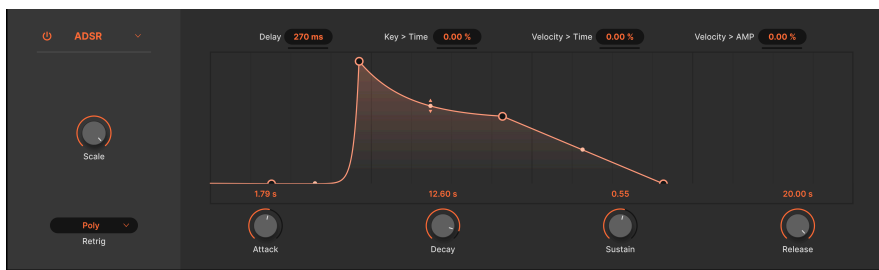 ADSR
Delay 270 ms Key > Time 0.00 % Velocity > Time 0.00 % Velocity > AMP 0.00 %
Scale
1.79 s 12.60 s 0.55 20.00 s
Poly
Retrig
Attack Decay Sustain Release